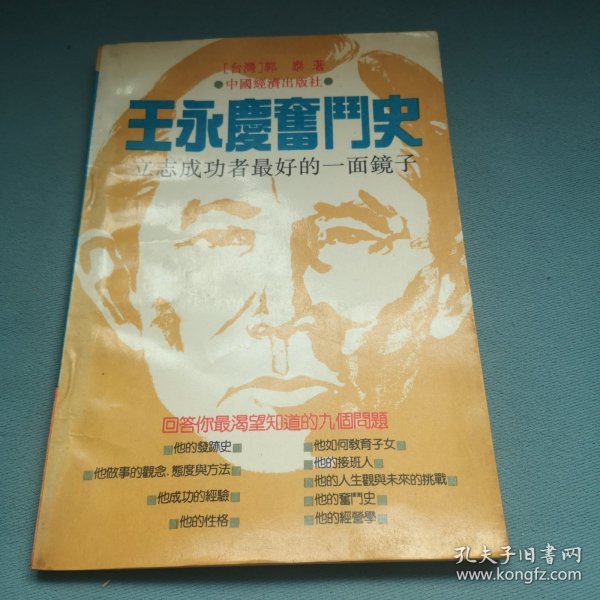 [台灣]郭 泰 著
●中國經濟出版社●
王永慶奮鬥史
立志成功者最好的一面鏡子
回答你最渴望知道的九個問題
他的發跡史
他做事的觀念、態度與方法
他成功的經驗
他的性格
他如何教育子女
他的接班人
他的人生觀與未來的挑戰
他的奮鬥史
他的經營學
孔夫子旧书网
www.kongfz.com